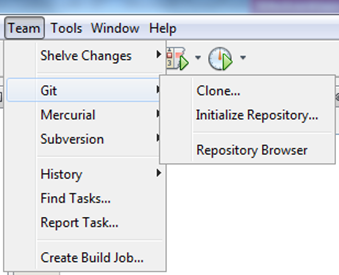 Team Tools Window Help
Shelve Changes
Git
Mercurial
Subversion
History
Find Tasks...
Report Task...
Create Build Job...
Clone...
Initialize Repository...
Repository Browser